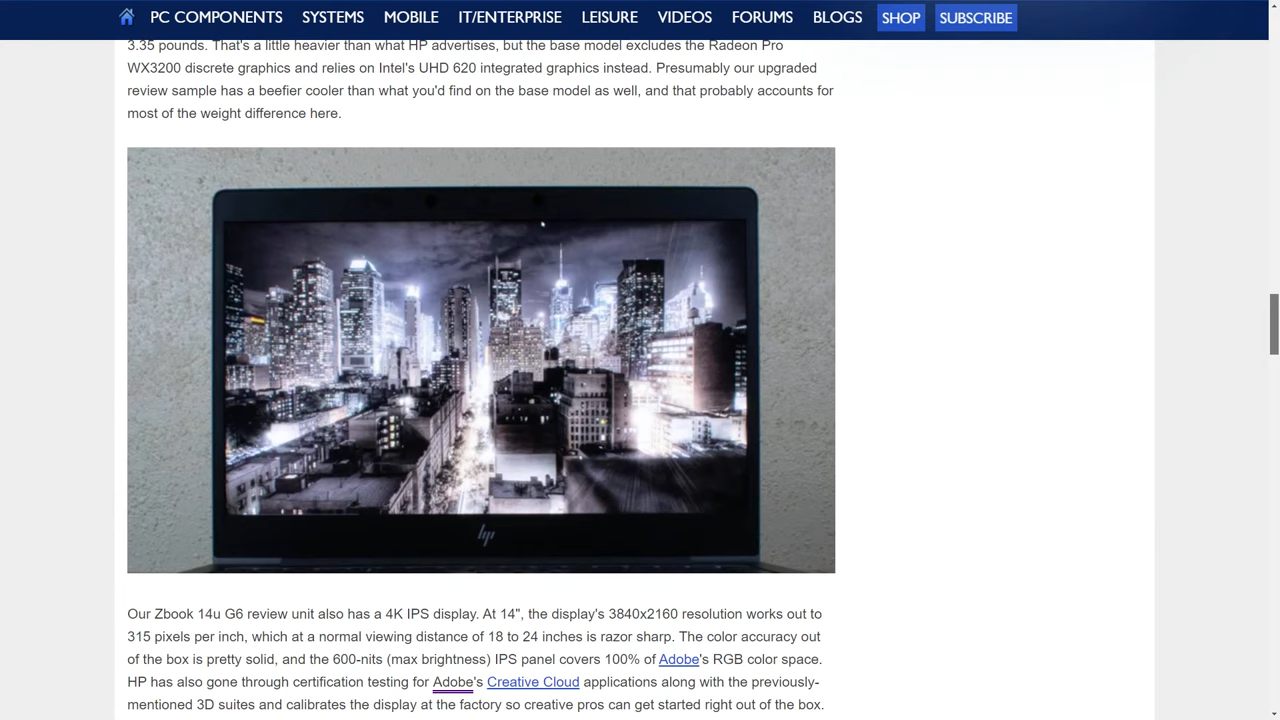 PC COMPONENTS SYSTEMS MOBILE IT/ENTERPRISE LEISURE VIDEOS FORUMS BLOGS SHOP SUBSCRIBE
3.35 pounds. That's a little heavier than what HP advertises, but the base model excludes the Radeon Pro
WX3200 discrete graphics and relies on Intel's UHD 620 integrated graphics instead. Presumably our upgraded
review sample has a beefier cooler than what you'd find on the base model as well, and that probably accounts for
most of the weight difference here.
hp
Our Zbook 14u G6 review unit also has a 4K IPS display. At 14", the display's 3840x2160 resolution works out to
315 pixels per inch, which at a normal viewing distance of 18 to 24 inches is razor sharp. The color accuracy out
of the box is pretty solid, and the 600-nits (max brightness) IPS panel covers 100% of Adobe's RGB color space.
HP has also gone through certification testing for Adobe's Creative Cloud applications along with the previously-
mentioned 3D suites and calibrates the display at the factory so creative pros can get started right out of the box.